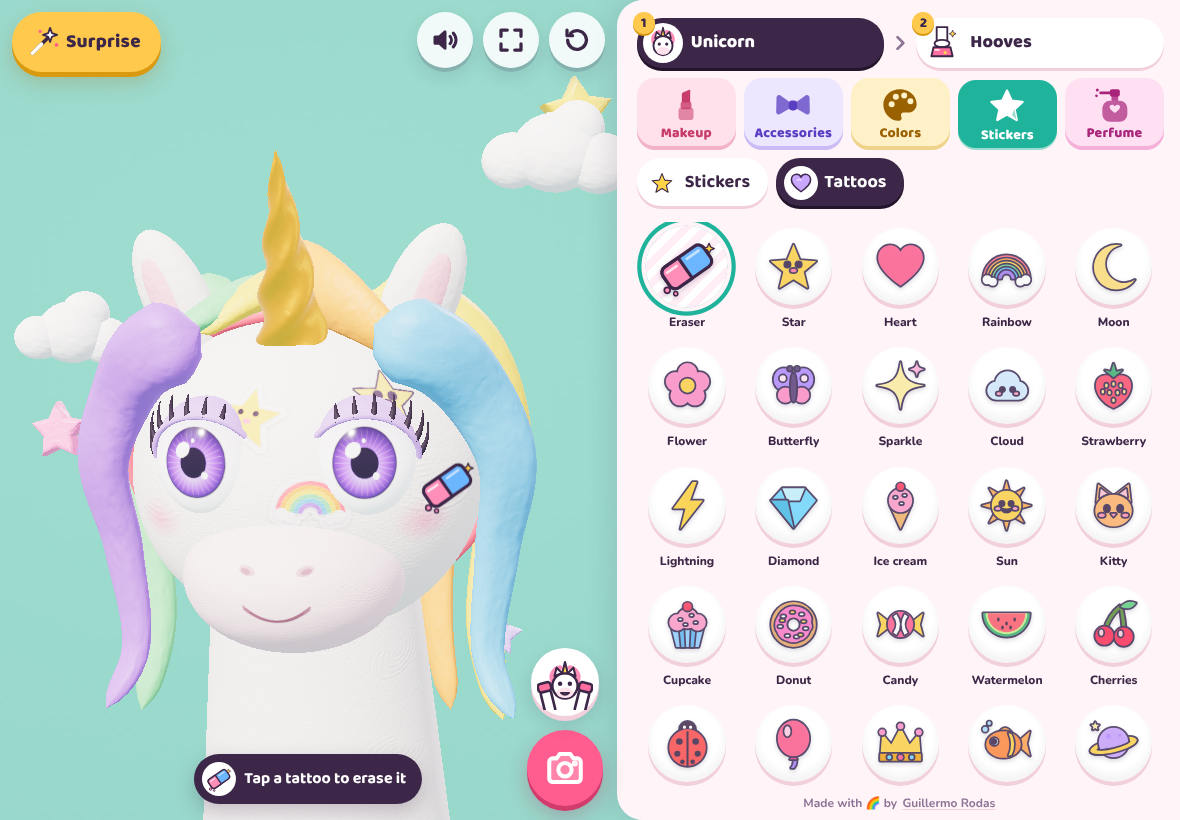 Surprise
1
Unicorn
2
Hooves
Makeup
Accessories
Colors
Stickers
Perfume
Stickers
Tattoos
Eraser
Star
Heart
Rainbow
Moon
Flower
Butterfly
Sparkle
Cloud
Strawberry
Lightning
Diamond
Ice cream
Sun
Kitty
Cupcake
Donut
Candy
Watermelon
Cherries
Tap a tattoo to erase it
Made with 🌈 by Guillermo Rodas